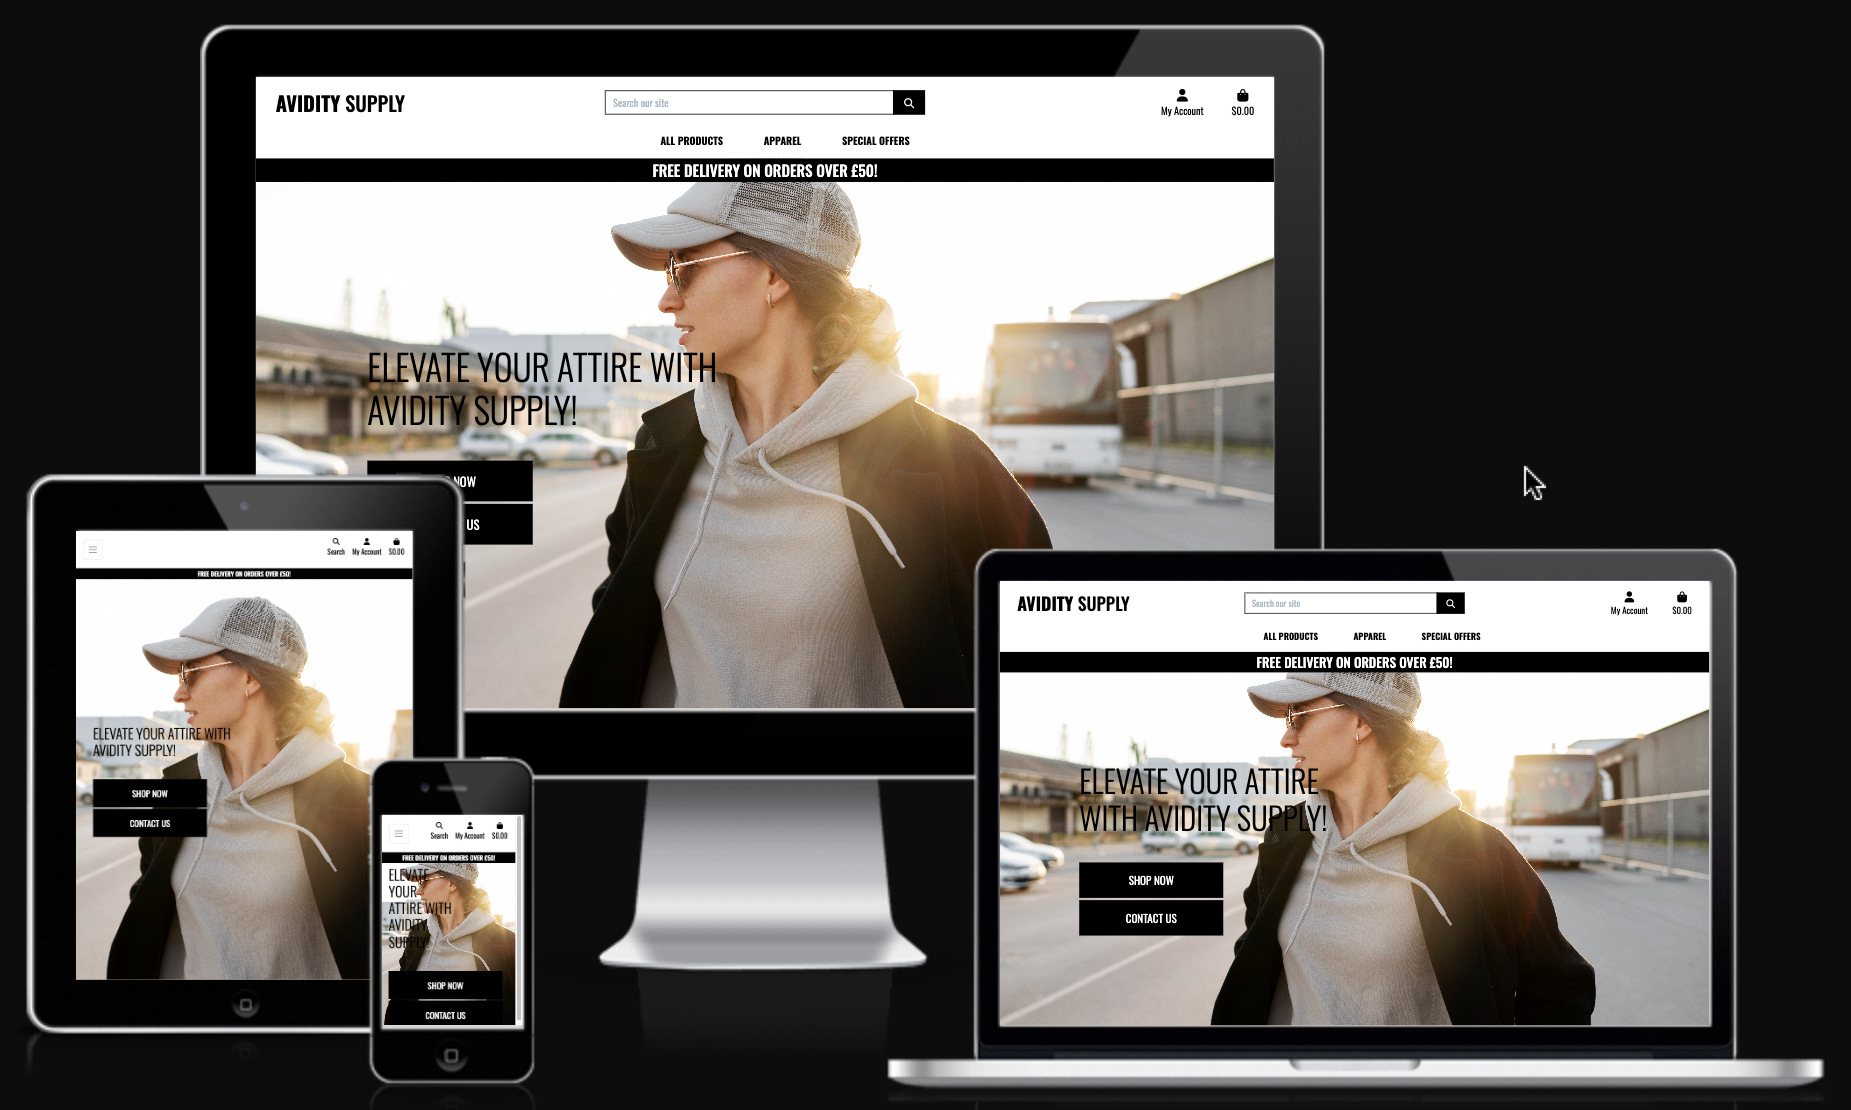 AVIDITY SUPPLY
Search our site
My Account
$0.00
ALL PRODUCTS APPAREL SPECIAL OFFERS
FREE DELIVERY ON ORDERS OVER £50!
ELEVATE YOUR ATTIRE WITH
AVIDITY SUPPLY!
NOW
US
Search My Account $0.00
FREE DELIVERY ON ORDERS OVER £50!
ELEVATE YOUR ATTIRE WITH
AVIDITY SUPPLY!
SHOP NOW
CONTACT US
Search My Account $0.00
FREE DELIVERY ON ORDERS OVER £50!
ELEVATE
YOUR
ATTIRE WITH
AVIDITY
SUPPLY!
SHOP NOW
CONTACT US
AVIDITY SUPPLY
Search our site
My Account
$0.00
ALL PRODUCTS APPAREL SPECIAL OFFERS
FREE DELIVERY ON ORDERS OVER £50!
ELEVATE YOUR ATTIRE
WITH AVIDITY SUPPLY!
SHOP NOW
CONTACT US